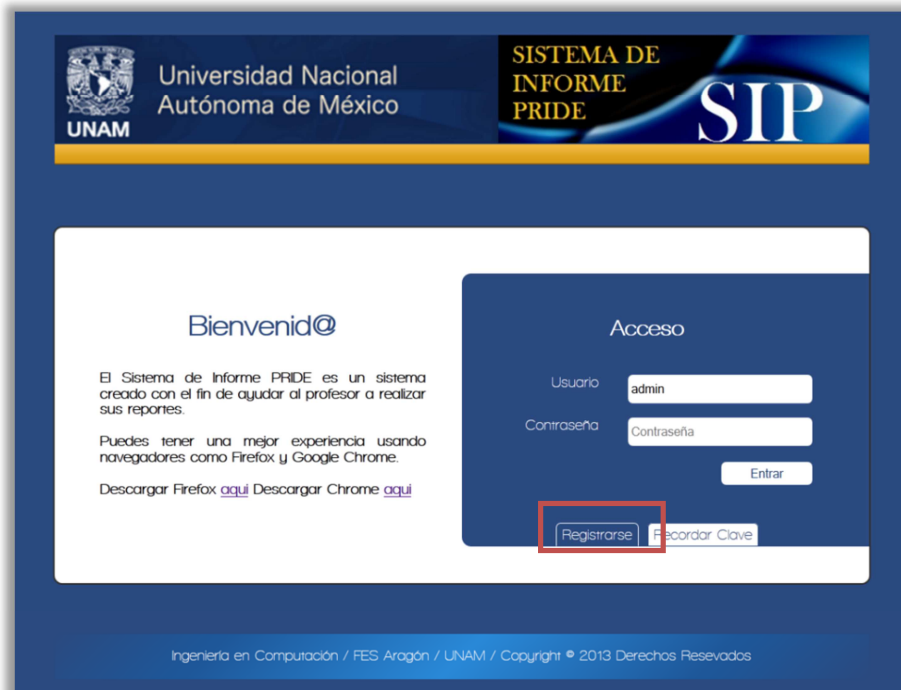 UNAM
Universidad Nacional
Autónoma de México
SISTEMA DE
INFORME
PRIDE
SIP
Bienvenid@
El Sistema de Informe PRIDE es un sistema
creado con el fin de ayudar al profesor a realizar
sus reportes.
Puedes tener una mejor experiencia usando
navegadores como Firefox y Google Chrome.
Descargar Firefox aqui Descargar Chrome aqui
Acceso
Usuario admin
Contraseña Contraseña
Entrar
Registrarse Recordar Clave
Ingeniería en Computación / FES Aragón / UNAM / Copyright © 2013 Derechos Resevados